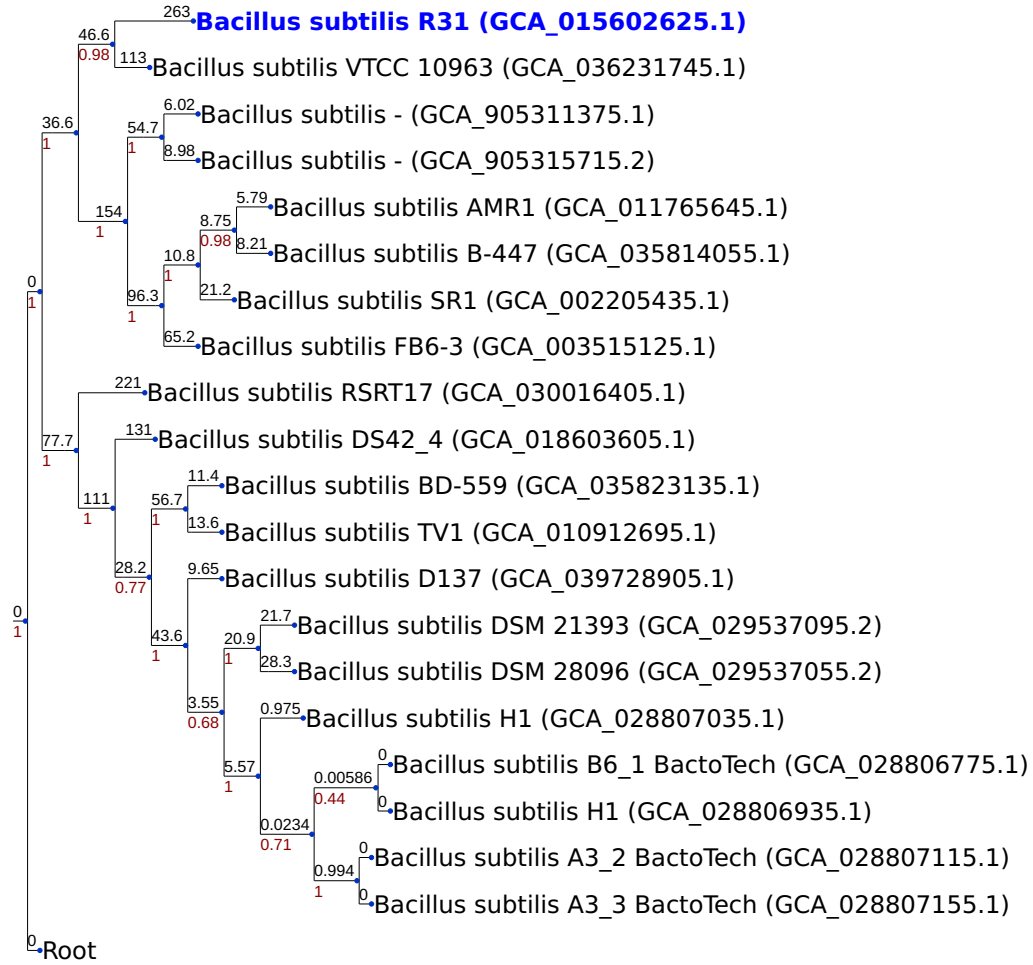 263 Bacillus subtilis R31 (GCA_015602625.1)
46.6
0.98
113 Bacillus subtilis VTCC 10963 (GCA_036231745.1)
6.02 Bacillus subtilis - (GCA_905311375.1)
36.6 54.7
1 1
8.98 Bacillus subtilis - (GCA_905315715.2)
5.79 Bacillus subtilis AMR1 (GCA_011765645.1)
154 8.75
1 0.98
8.21 Bacillus subtilis B-447 (GCA_035814055.1)
10.8
1
0 96.3 21.2 Bacillus subtilis SR1 (GCA_002205435.1)
1 1
65.2 Bacillus subtilis FB6-3 (GCA_003515125.1)
221 Bacillus subtilis RSRT17 (GCA_030016405.1)
77.7 131 Bacillus subtilis DS42_4 (GCA_018603605.1)
1
11.4 Bacillus subtilis BD-559 (GCA_035823135.1)
111 56.7
1 1
13.6 Bacillus subtilis TV1 (GCA_010912695.1)
28.2 9.65 Bacillus subtilis D137 (GCA_039728905.1)
0.77
0 21.7 Bacillus subtilis DSM 21393 (GCA_029537095.2)
1
43.6 20.9
1 1
28.3 Bacillus subtilis DSM 28096 (GCA_029537055.2)
3.55 0.975 Bacillus subtilis H1 (GCA_028807035.1)
0.68
0 Bacillus subtilis B6_1 BactoTech (GCA_028806775.1)
5.57 0.00586
1 0.44
0 Bacillus subtilis H1 (GCA_028806935.1)
0.0234
0.71
0 Bacillus subtilis A3_2 BactoTech (GCA_028807115.1)
0.994
1
0 Bacillus subtilis A3_3 BactoTech (GCA_028807155.1)
0 Root